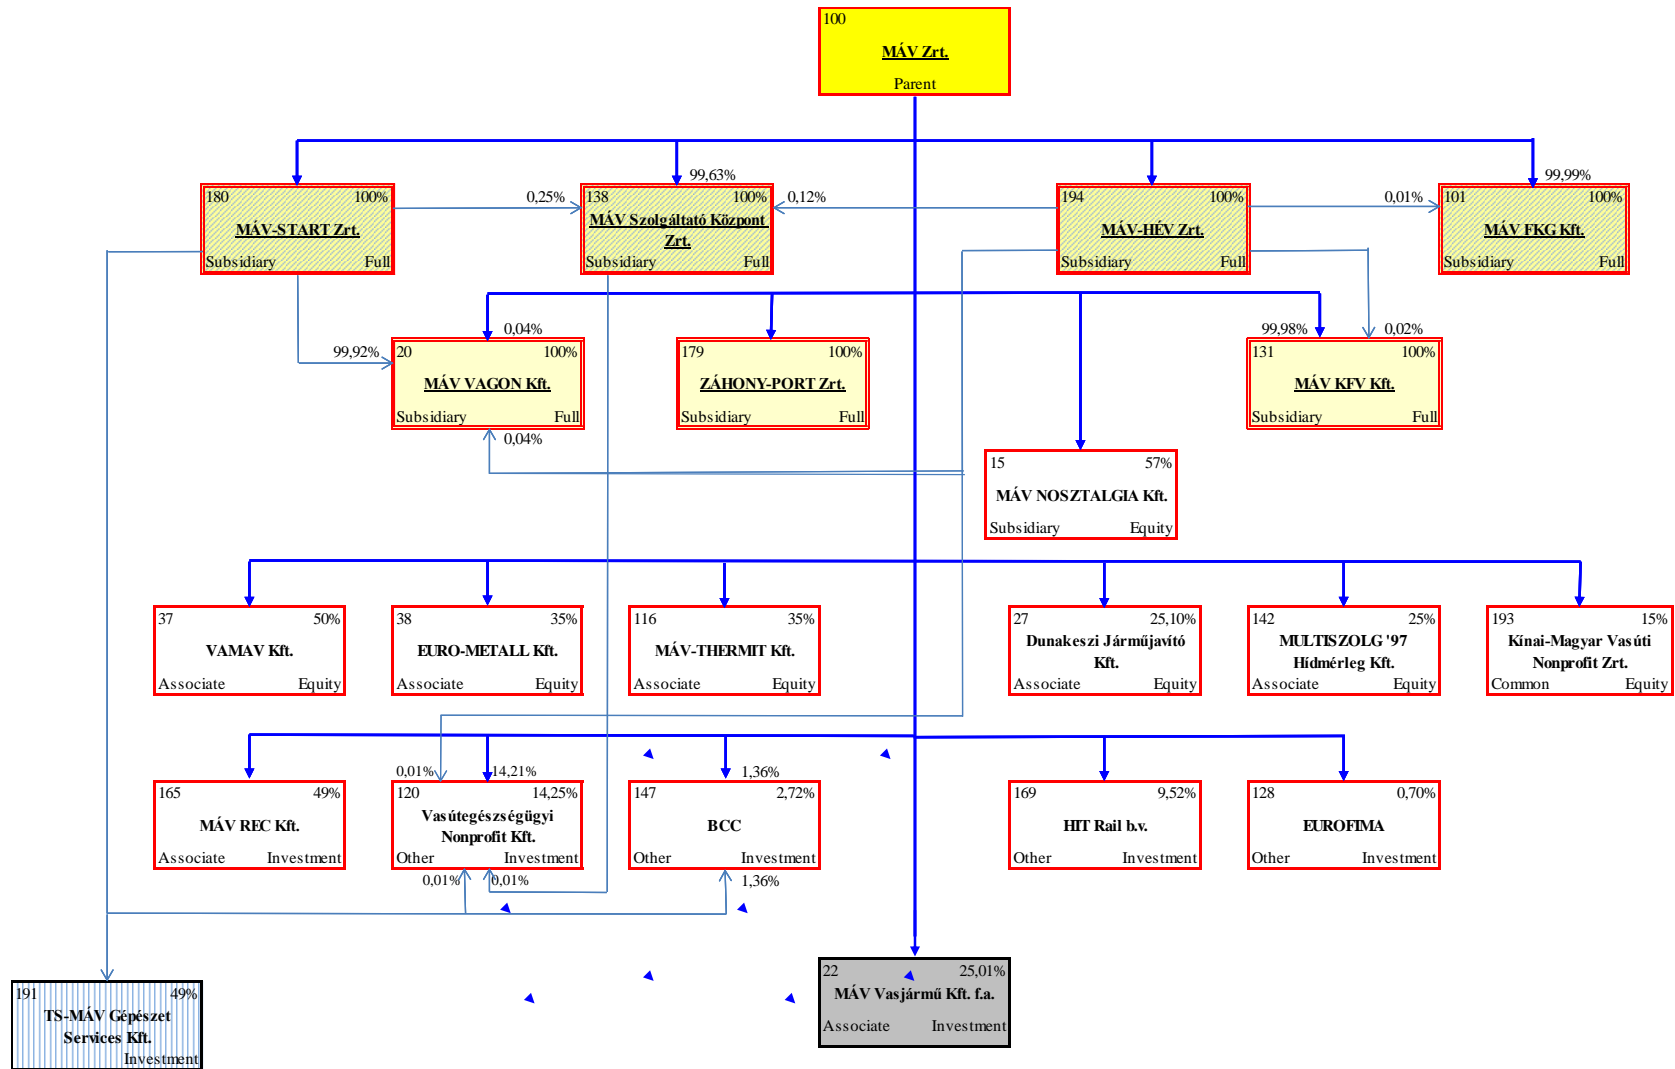 100
MÁV Zrt.
Parent
99,63%
99,99%
180 100%
0,25%
138 100%
0,12%
194 100%
0,01%
101 100%
MÁV-START Zrt.
MÁV Szolgáltató Központ
Zrt.
MÁV-HÉV Zrt.
MÁV FKG Kft.
Subsidiary Full
Subsidiary Full
Subsidiary Full
Subsidiary Full
0,04%
99,98%
0,02%
99,92%
20 100%
179 100%
131 100%
MÁV VAGON Kft.
ZÁHONY-PORT Zrt.
MÁV KFV Kft.
Subsidiary Full
Subsidiary Full
Subsidiary Full
0,04%
15 57%
MÁV NOSZTALGIA Kft.
Subsidiary Equity
37 50%
38 35%
116 35%
27 25,10%
142 25%
193 15%
VAMAV Kft.
EURO-METALL Kft.
MÁV-THERMIT Kft.
Dunakeszi Járműjavító
Kft.
MULTISZOLG '97
Hídmérleg Kft.
Kínai-Magyar Vasúti
Nonprofit Zrt.
Associate Equity
Associate Equity
Associate Equity
Associate Equity
Associate Equity
Common Equity
0,01%
14,21%
1,36%
165 49%
120 14,25%
147 2,72%
169 9,52%
128 0,70%
MÁV REC Kft.
Vasútegészségügyi
Nonprofit Kft.
BCC
HIT Rail b.v.
EUROFIMA
Associate Investment
Other Investment
Other Investment
Other Investment
Other Investment
0,01%
0,01%
1,36%
22 25,01%
MÁV Vasjármű Kft. f.a.
Associate Investment
191 49%
TS-MÁV Gépészet
Services Kft.
Investment